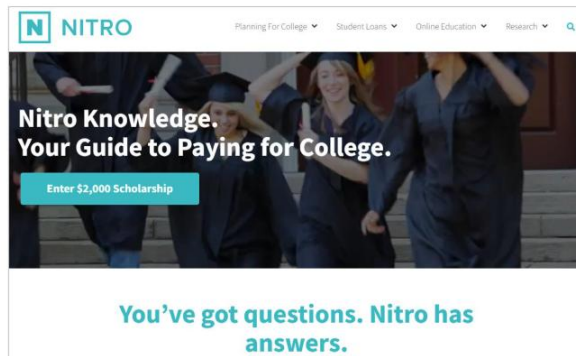 N NITRO
Planning For College Student Loans Online Education Research
Nitro Knowledge.
Your Guide to Paying for College.
Enter $2,000 Scholarship
You've got questions. Nitro has
answers.